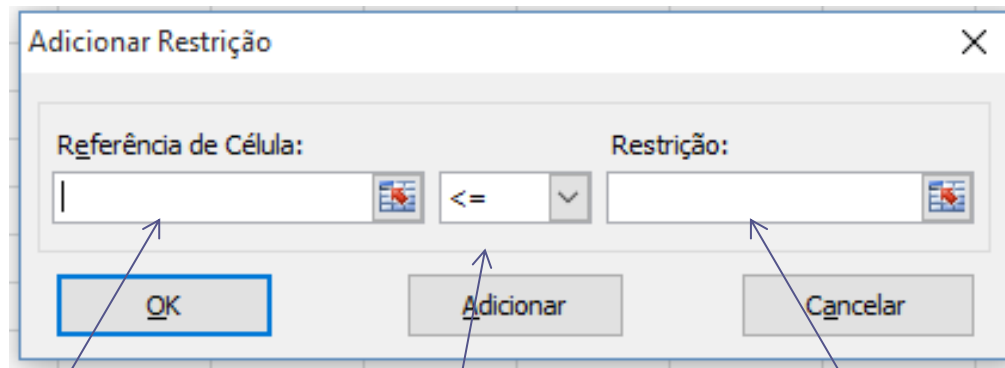 Adicionar Restrição
Referência de Célula: Restrição:
<=
OK Adicionar Cancelar